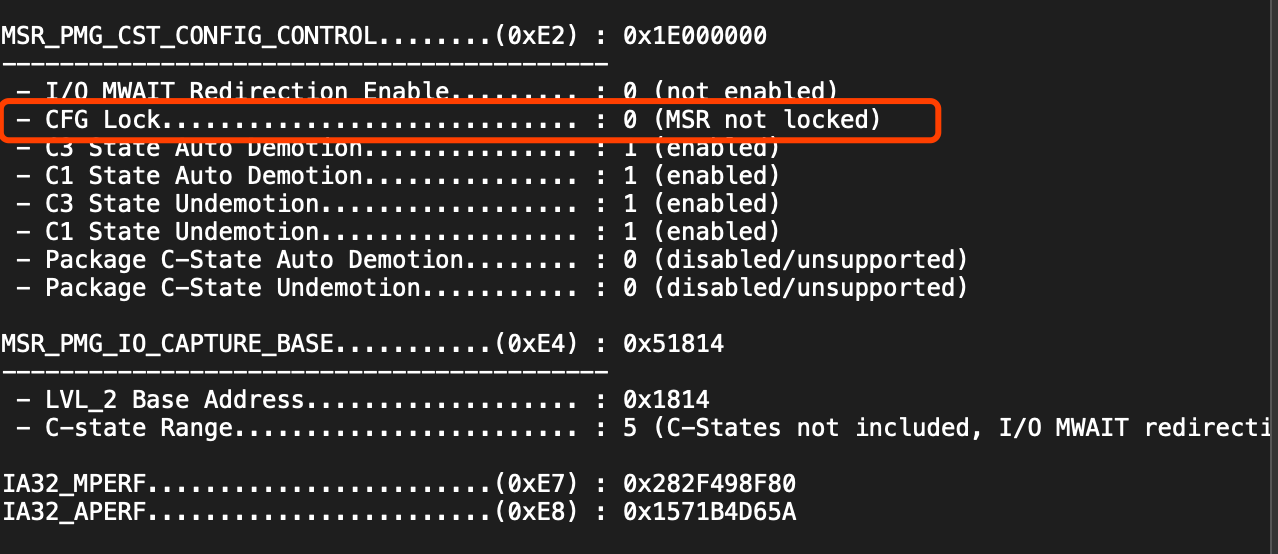 MSR_PMG_CST_CONFIG_CONTROL........(0xE2) : 0x1E000000
------------------------------------------
- I/O MWAIT Redirection Enable......... : 0 (not enabled)
- CFG Lock............................. : 0 (MSR not locked)
- C3 State Auto Demotion............... : 1 (enabled)
- C1 State Auto Demotion............... : 1 (enabled)
- C3 State Undemotion.................. : 1 (enabled)
- C1 State Undemotion.................. : 1 (enabled)
- Package C-State Auto Demotion........ : 0 (disabled/unsupported)
- Package C-State Undemotion........... : 0 (disabled/unsupported)
MSR_PMG_IO_CAPTURE_BASE...........(0xE4) : 0x51814
------------------------------------------
- LVL_2 Base Address................... : 0x1814
- C-state Range........................ : 5 (C-States not included, I/O MWAIT redirecti
IA32_MPERF........................(0xE7) : 0x282F498F80
IA32_APERF........................(0xE8) : 0x1571B4D65A